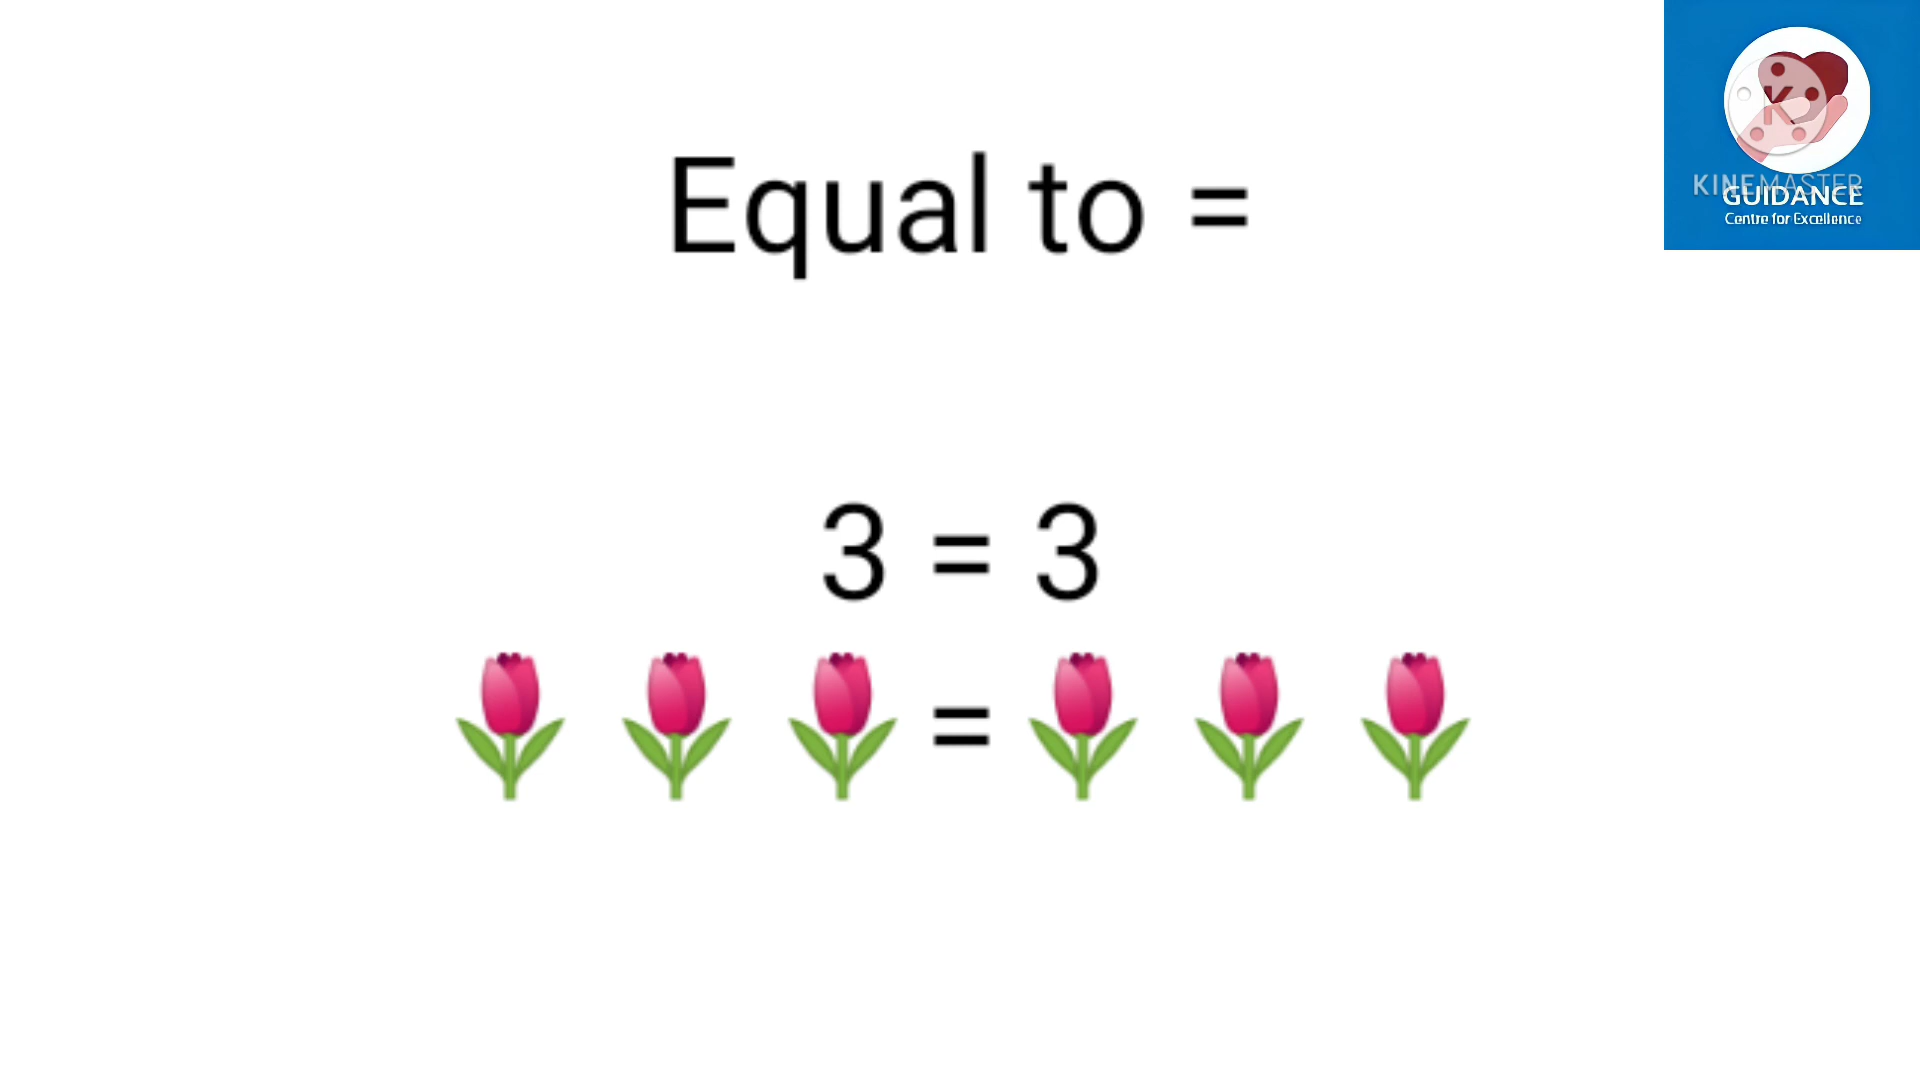 Equal to =
3 = 3
=
KINEMASTER
GUIDANCE
Centre for Excellence